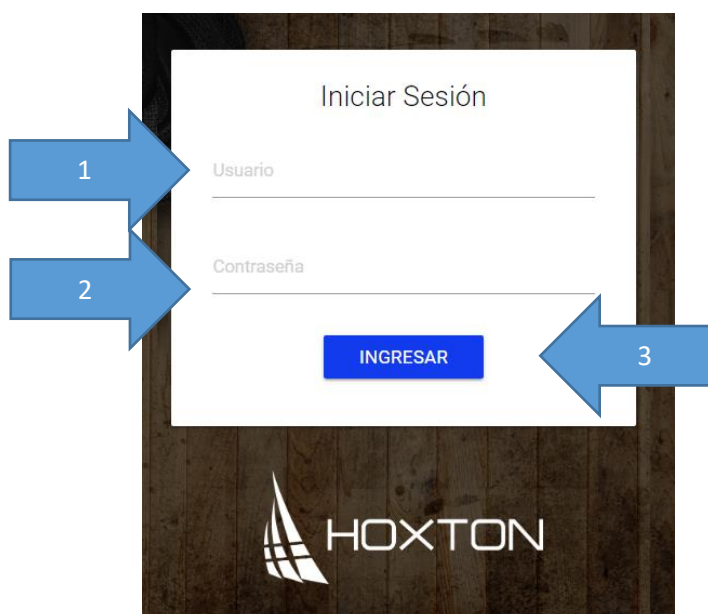 Iniciar Sesión
1
Usuario
2
Contraseña
INGRESAR
3
HOXTON